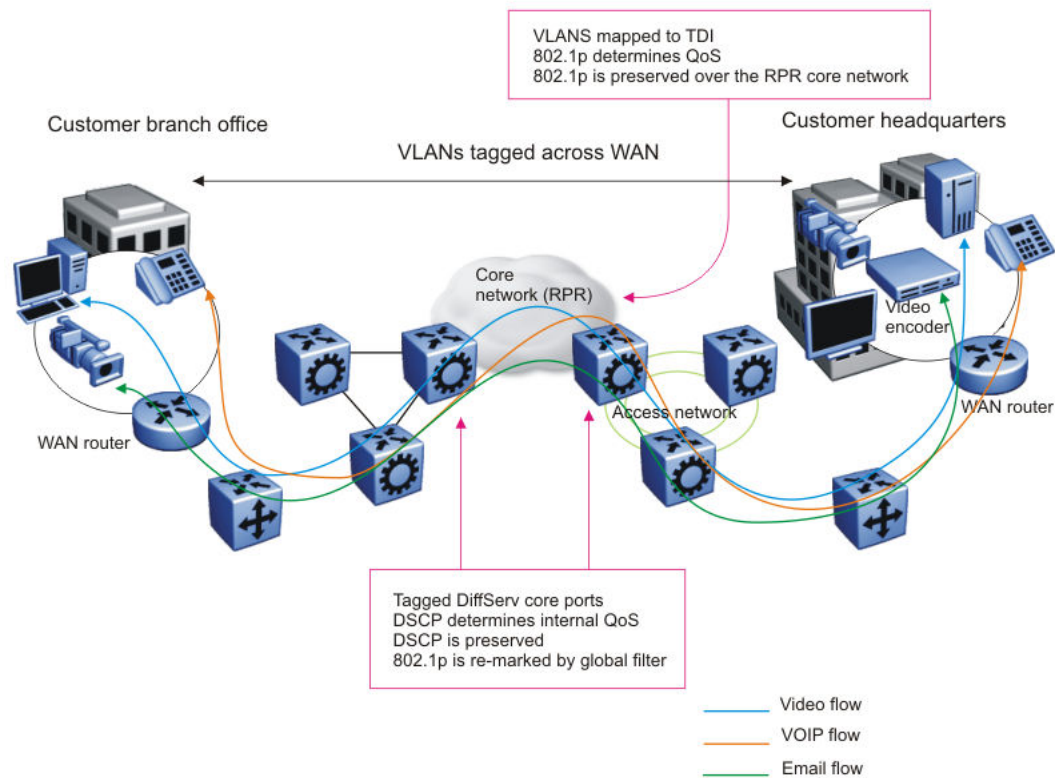 VLANS mapped to TDI
802.1p determines QoS
802.1p is preserved over the RPR core network
Customer branch office
Customer headquarters
VLANs tagged across WAN
Core
network (RPR)
Video
encoder
Access network
WAN router
WAN router
Tagged DiffServ core ports
DSCP determines internal QoS
DSCP is preserved
802.1p is re-marked by global filter
Video flow
VOIP flow
Email flow